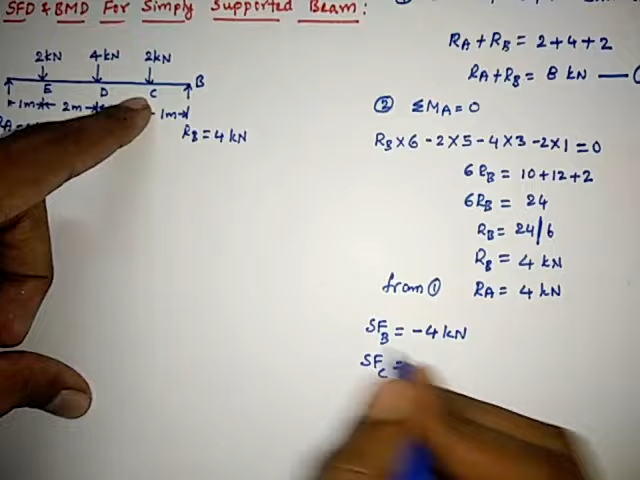 SFD & BMD For Simply Supported Beam:
2kN 4kN 2kN
B
E D C
1m 2m 1m
RA = RB = 4 kN
RA + RB = 2+4+2
RA + RB = 8 kN
② ΣMA = 0
RB×6 - 2×5 - 4×3 - 2×1 = 0
6RB = 10+12+2
6RB = 24
RB = 24/6
RB = 4 kN
from ① RA = 4 kN
SFB = -4 kN
SFC =